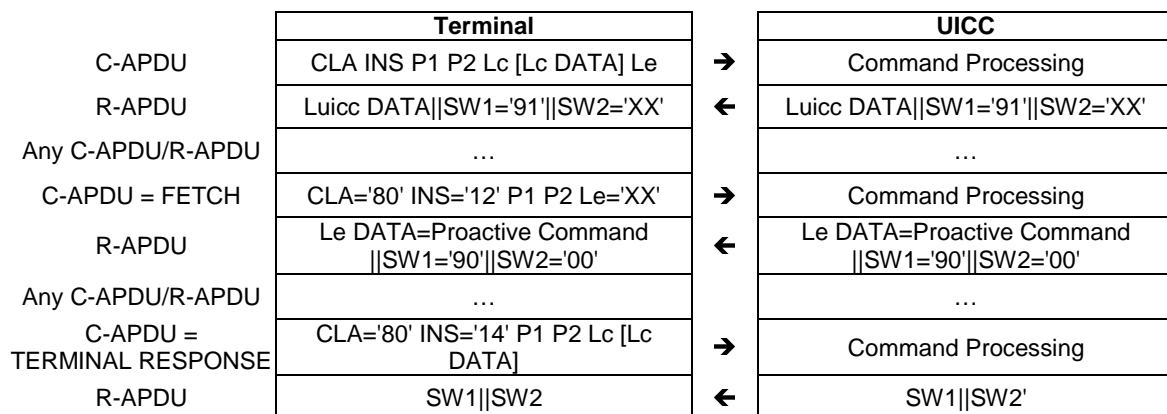 Terminal UICC
C-APDU CLA INS P1 P2 Lc [Lc DATA] Le ➔ Command Processing
R-APDU Luicc DATA||SW1='91'||SW2='XX' 🡸 Luicc DATA||SW1='91'||SW2='XX'
Any C-APDU/R-APDU … …
C-APDU = FETCH CLA='80' INS='12' P1 P2 Le='XX' ➔ Command Processing
R-APDU Le DATA=Proactive Command 🡸 Le DATA=Proactive Command
||SW1='90'||SW2='00' ||SW1='90'||SW2='00'
Any C-APDU/R-APDU … …
C-APDU = CLA='80' INS='14' P1 P2 Lc [Lc ➔ Command Processing
TERMINAL RESPONSE DATA]
R-APDU SW1||SW2 🡸 SW1||SW2'